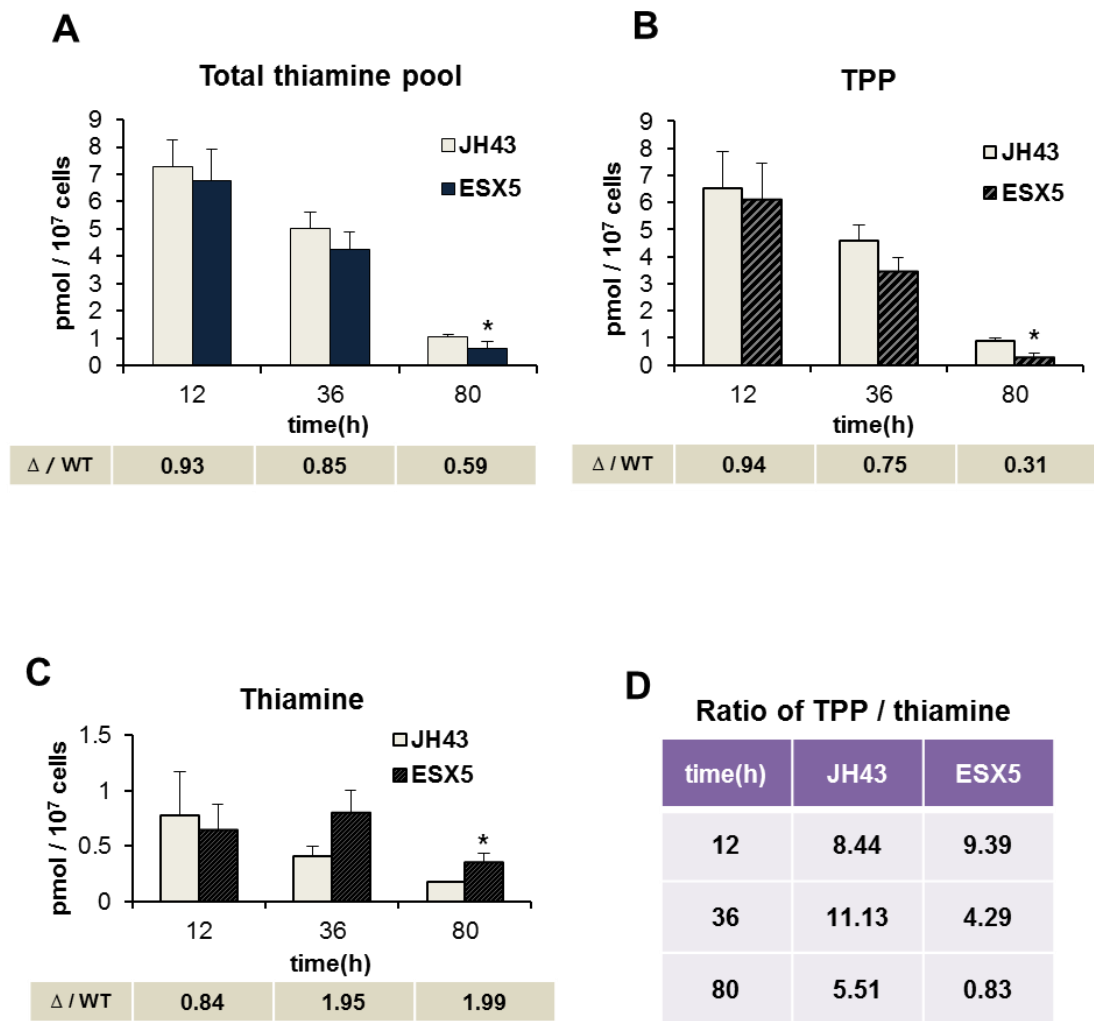 A
Total thiamine pool
pmol / 10⁷ cells
9
8
7
6
5
4
3
2
1
0
JH43
ESX5
*
12 36 80
time(h)
Δ / WT 0.93 0.85 0.59
B
TPP
pmol / 10⁷ cells
9
8
7
6
5
4
3
2
1
0
JH43
ESX5
*
12 36 80
time(h)
Δ / WT 0.94 0.75 0.31
C
Thiamine
pmol / 10⁷ cells
1.5
1
0.5
0
JH43
ESX5
*
12 36 80
time(h)
Δ / WT 0.84 1.95 1.99
D
Ratio of TPP / thiamine
time(h) JH43 ESX5
12 8.44 9.39
36 11.13 4.29
80 5.51 0.83